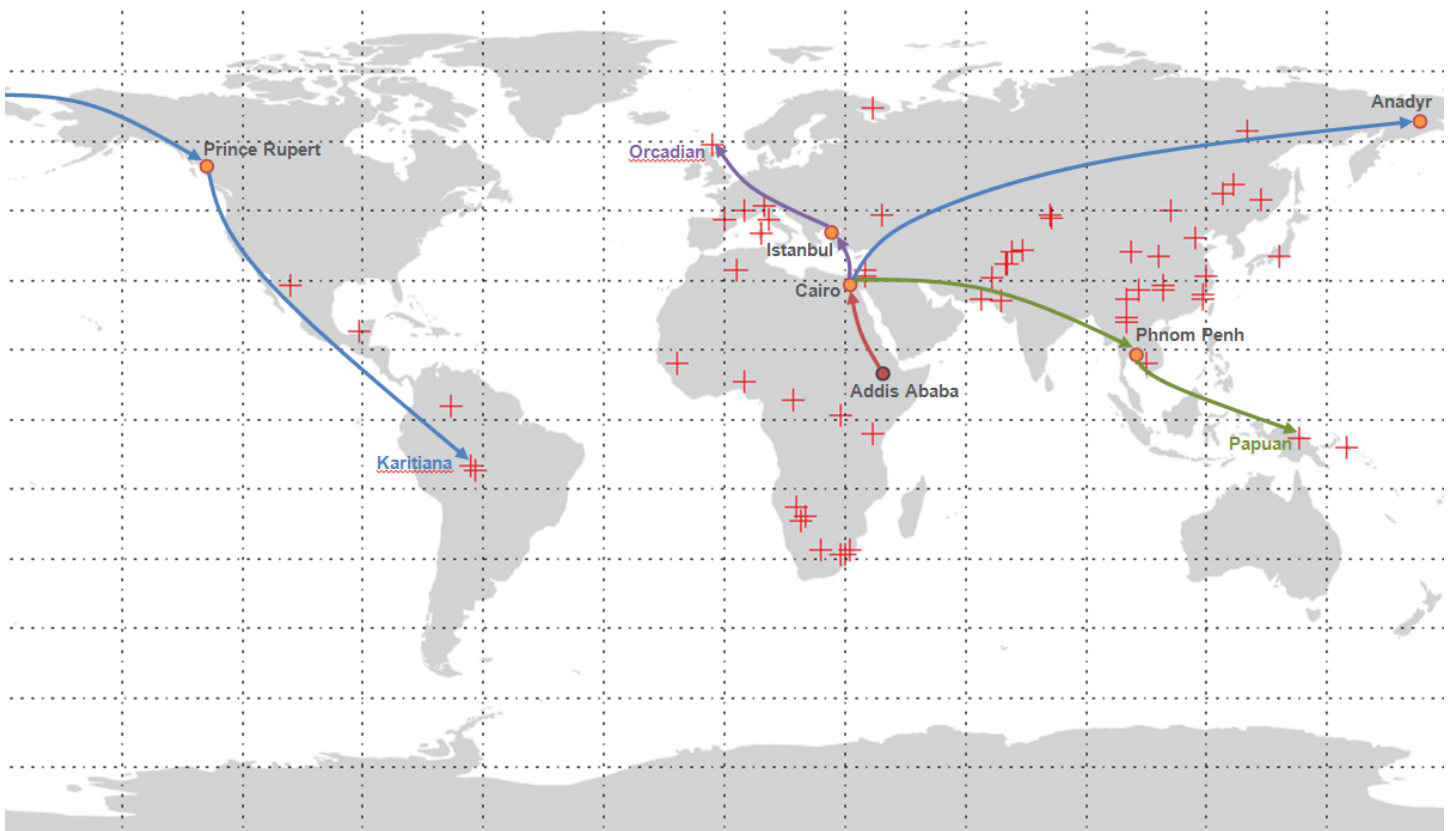 Anadyr
Prince Rupert
Orcadian
Istanbul
Cairo
Phnom Penh
Addis Ababa
Papuan
Karitiana